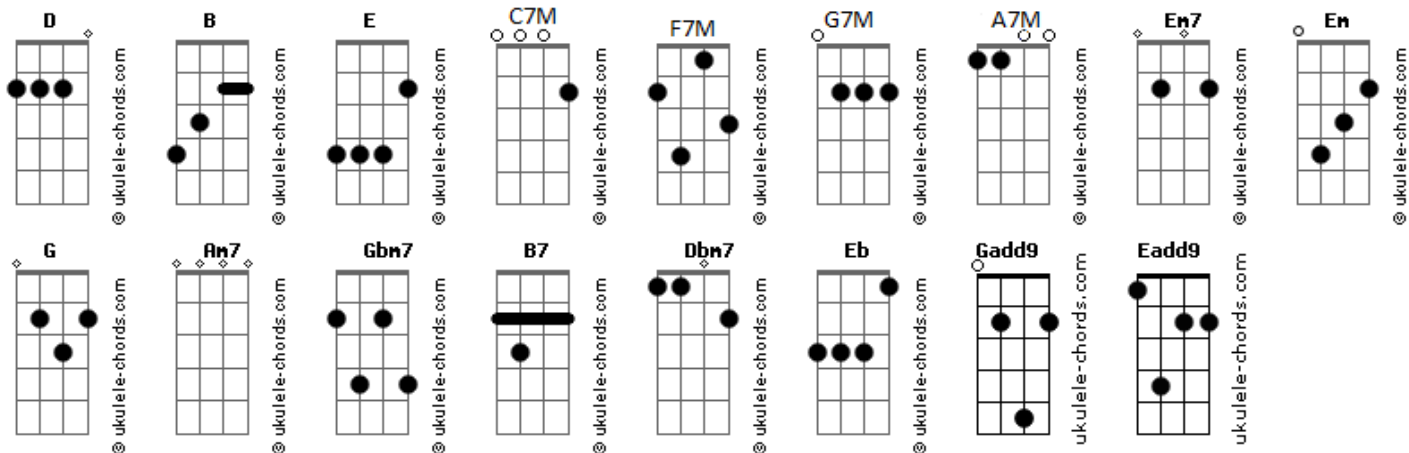 D B E C7M F7M G7M A7M Em7 Em
© ukulele-chords.com © ukulele-chords.com © ukulele-chords.com © ukulele-chords.com © ukulele-chords.com © ukulele-chords.com © ukulele-chords.com © ukulele-chords.com © ukulele-chords.com
G Am7 Gbm7 B7 Dbm7 Eb Gadd9 Eadd9
© ukulele-chords.com © ukulele-chords.com © ukulele-chords.com © ukulele-chords.com © ukulele-chords.com © ukulele-chords.com ukulele-chords.com ukulele-chords.com